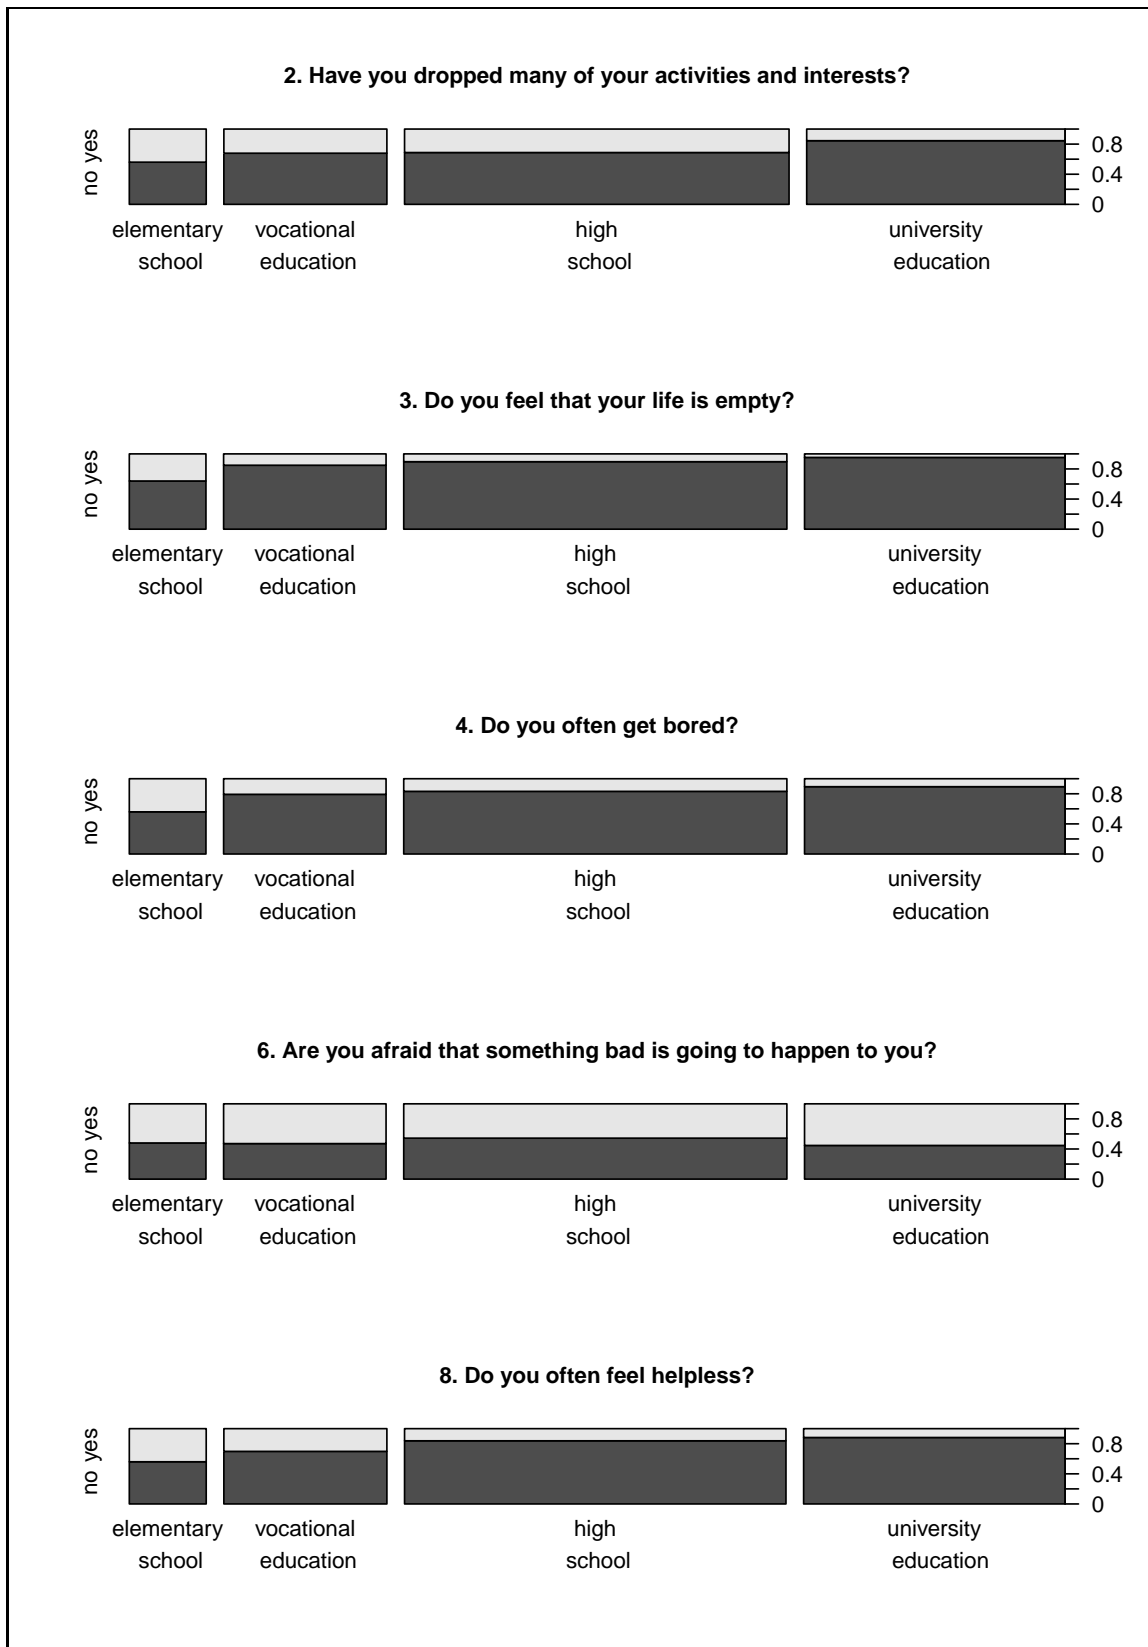 2. Have you dropped many of your activities and interests?
no yes
0.8
0.4
0
elementary vocational high university
school education school education
3. Do you feel that your life is empty?
no yes
0.8
0.4
0
elementary vocational high university
school education school education
4. Do you often get bored?
no yes
0.8
0.4
0
elementary vocational high university
school education school education
6. Are you afraid that something bad is going to happen to you?
no yes
0.8
0.4
0
elementary vocational high university
school education school education
8. Do you often feel helpless?
no yes
0.8
0.4
0
elementary vocational high university
school education school education